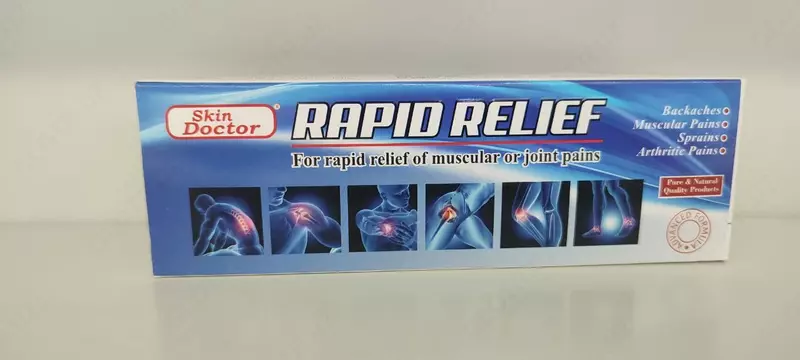 Skin
Doctor
®
RAPID RELIEF
For rapid relief of muscular or joint pains
Backaches
Muscular Pains
Sprains
Arthritic Pains
Pure & Natural
Quality Products
ADVANCED FORMULA